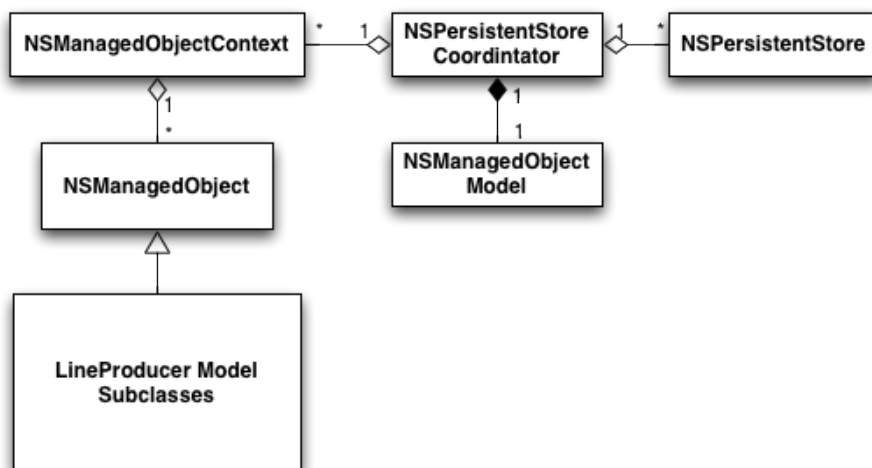 NSManagedObjectContext
* 1
NSPersistentStore
Coordintator
1 *
NSPersistentStore
1
*
1
1
NSManagedObject
NSManagedObject
Model
LineProducer Model
Subclasses